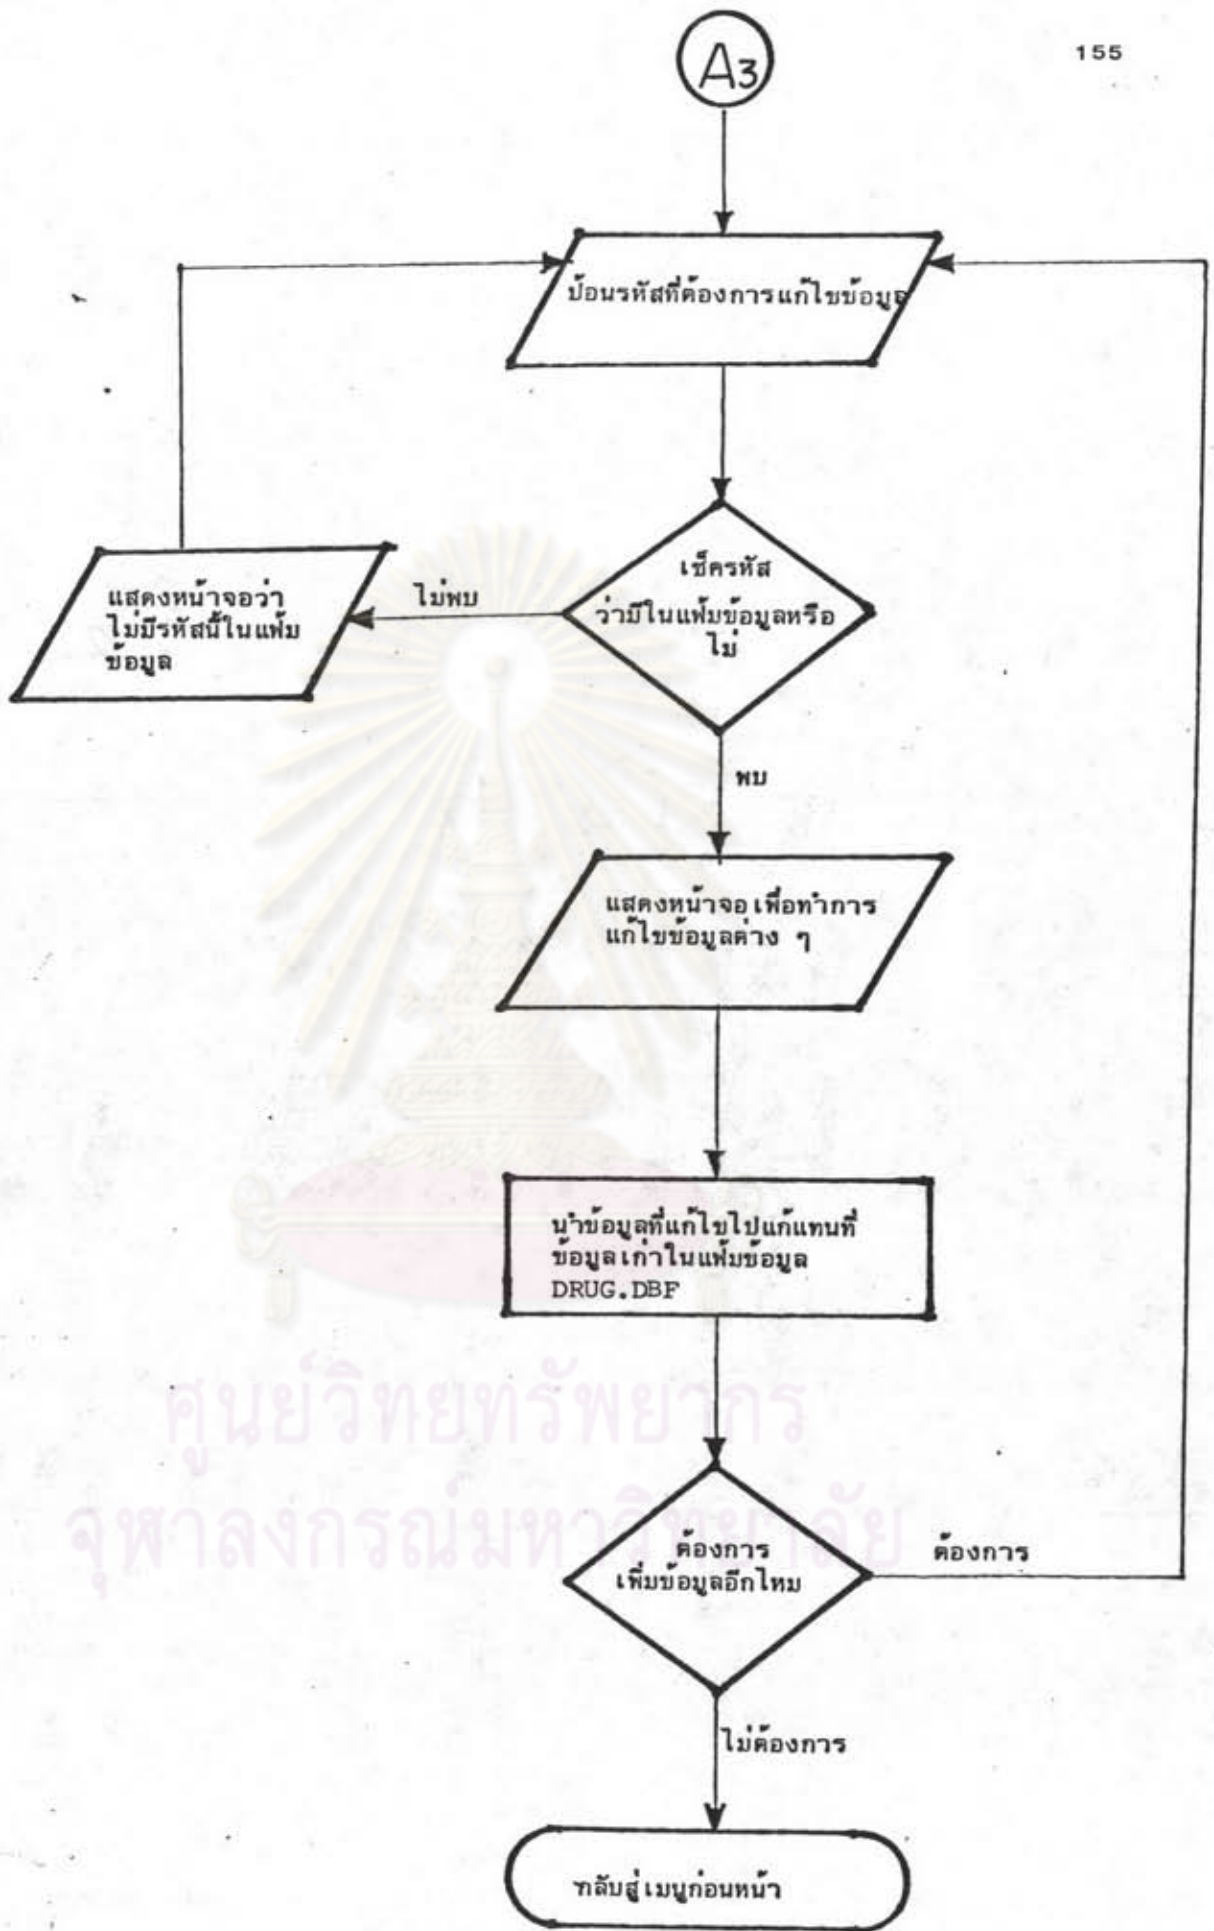 155
A3
ป้อนรหัสที่ต้องการแก้ไขข้อมูล
เช็ครหัส
ว่ามีในแฟ้มข้อมูลหรือ
ไม่
ไม่พบ
แสดงหน้าจอว่า
ไม่มีรหัสนี้ในแฟ้ม
ข้อมูล
พบ
แสดงหน้าจอเพื่อทำการ
แก้ไขข้อมูลต่าง ๆ
นำข้อมูลที่แก้ไขไปแก้แทนที่
ข้อมูลเก่าในแฟ้มข้อมูล
DRUG.DBF
ศูนย์วิทยทรัพยากร
จุฬาลงกรณ์มหาวิทยาลัย
ต้องการ
เพิ่มข้อมูลอีกไหม
ต้องการ
ไม่ต้องการ
กลับสู่เมนูก่อนหน้า